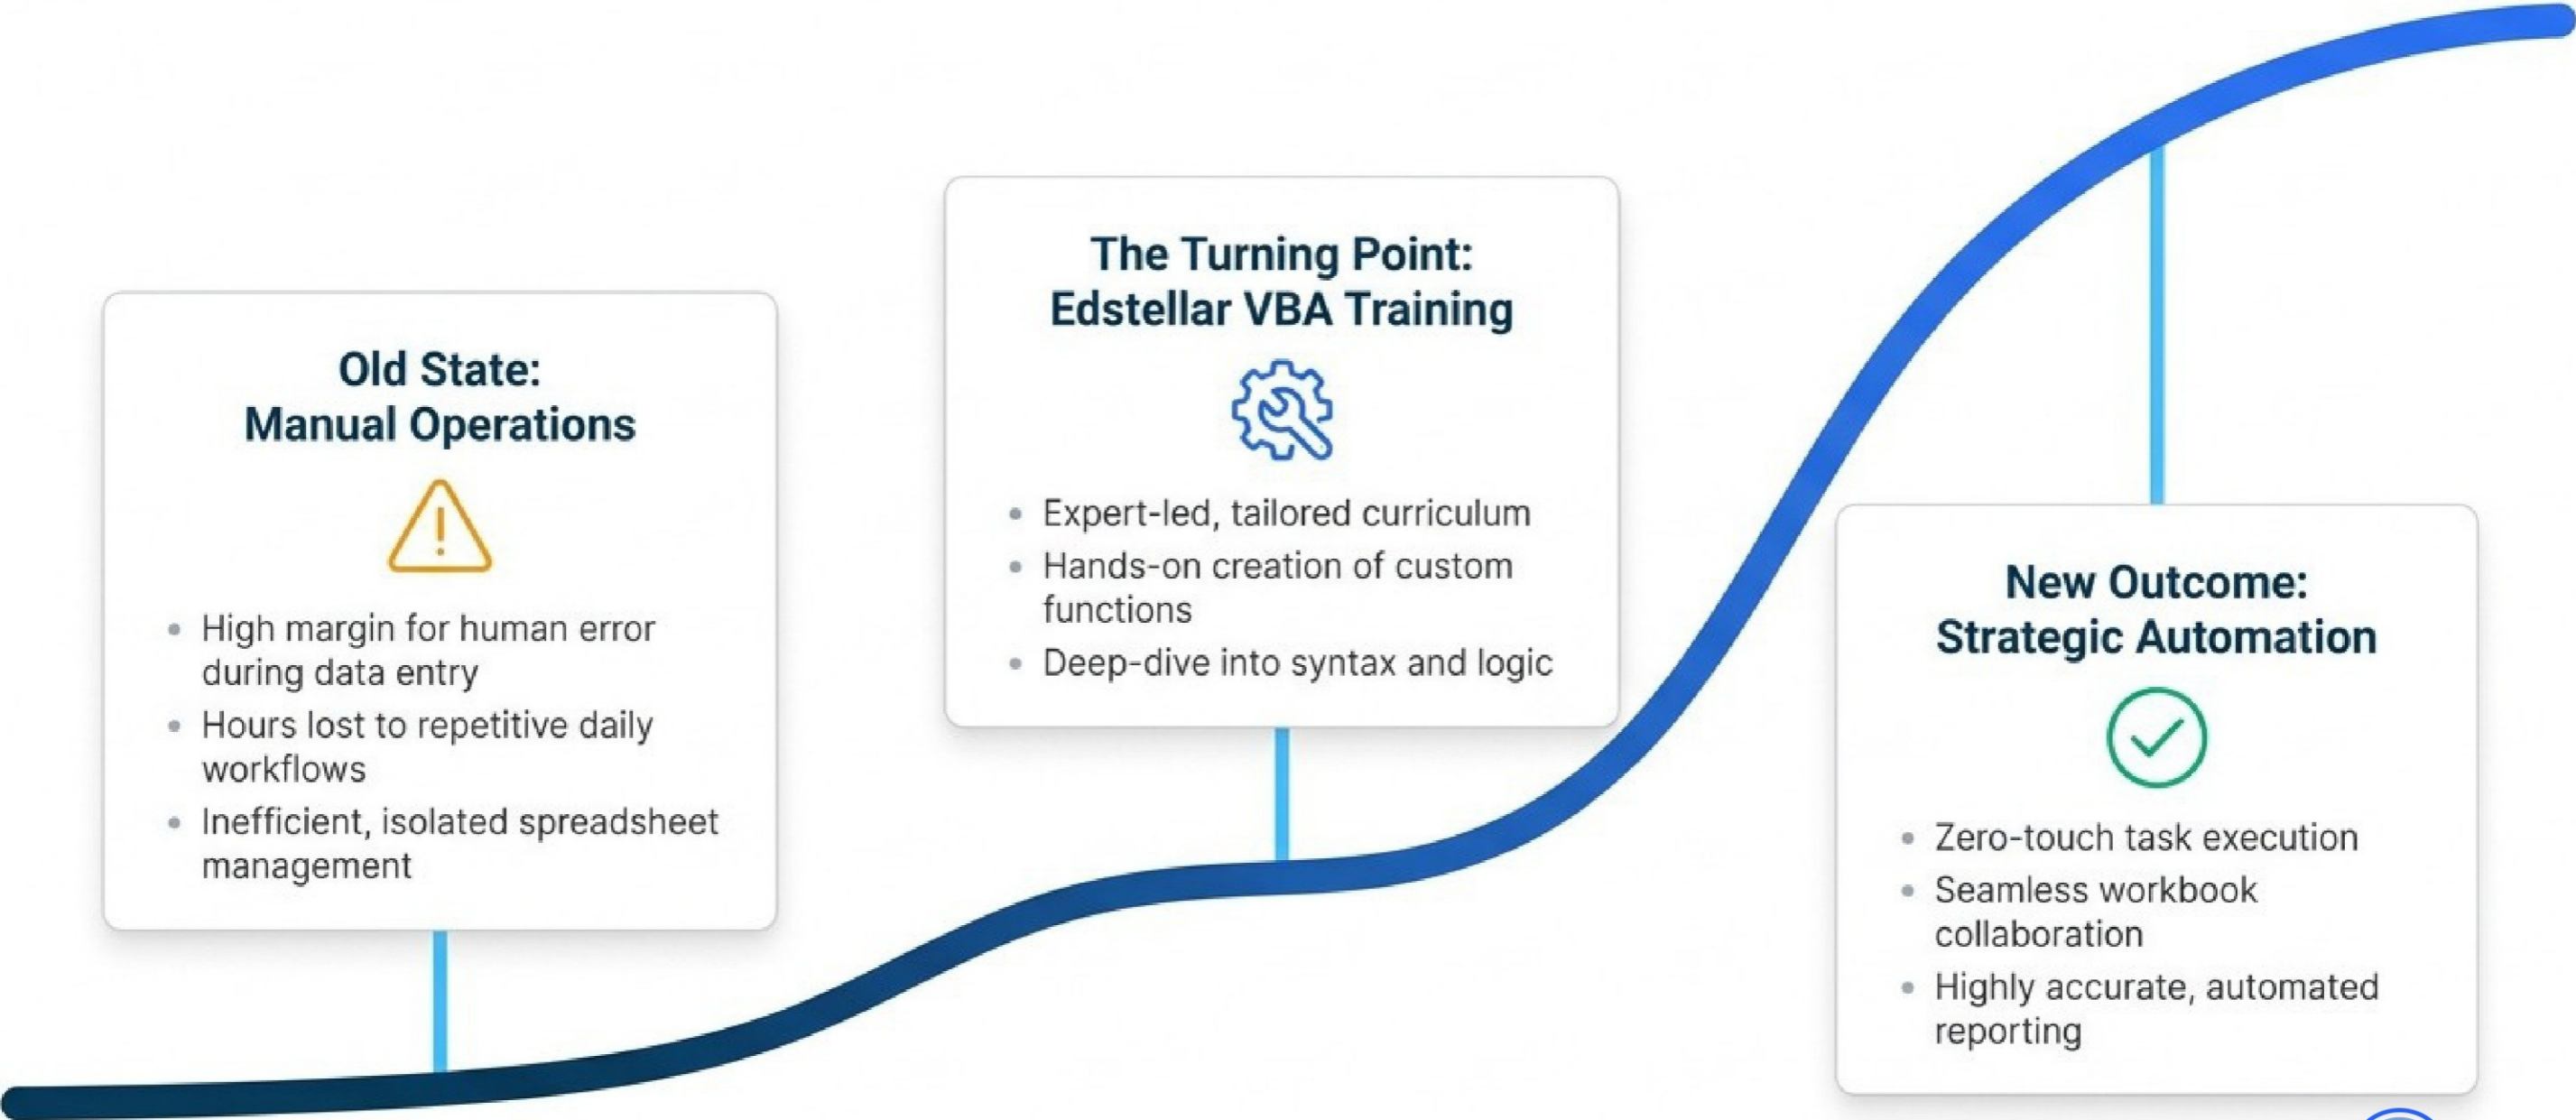 Old State:
Manual Operations
High margin for human error
during data entry
Hours lost to repetitive daily
workflows
Inefficient, isolated spreadsheet
management
The Turning Point:
Edstellar VBA Training
Expert-led, tailored curriculum
Hands-on creation of custom
functions
Deep-dive into syntax and logic
New Outcome:
Strategic Automation
Zero-touch task execution
Seamless workbook
collaboration
Highly accurate, automated
reporting